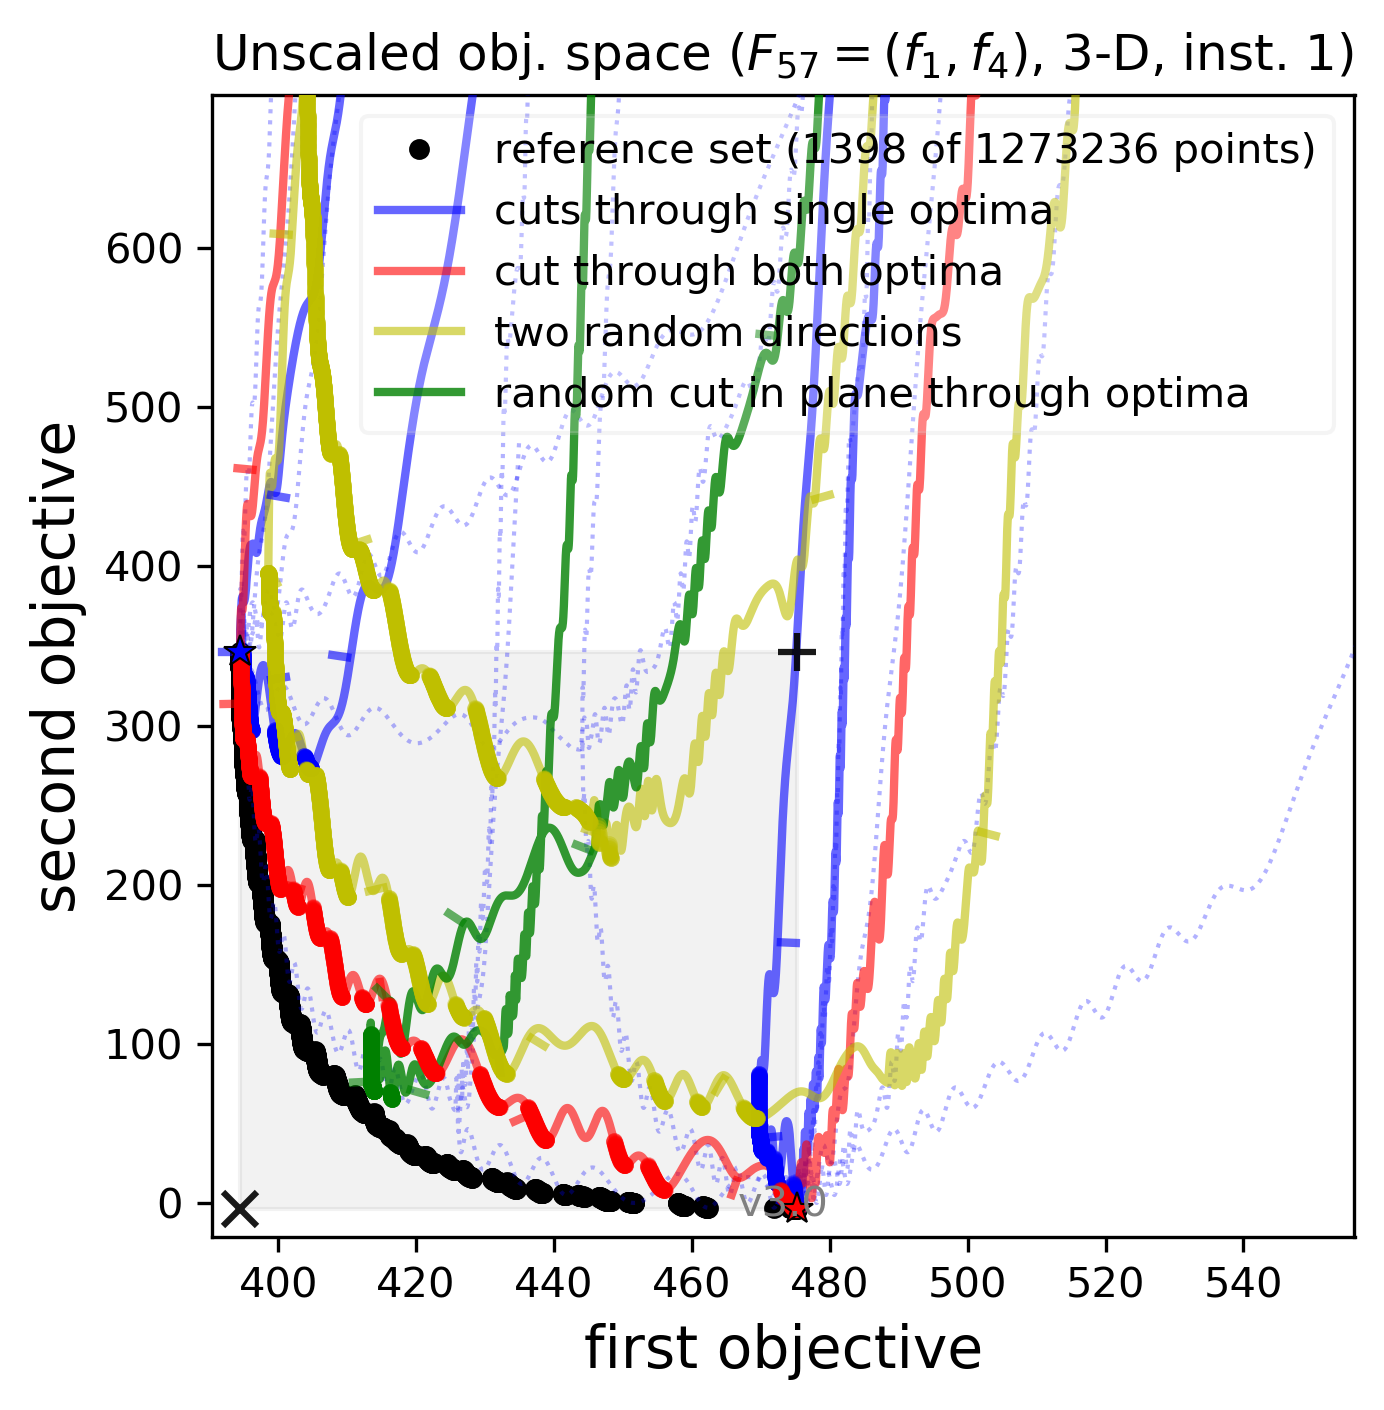 Unscaled obj. space (F57 = (f1, f4), 3-D, inst. 1)
reference set (1398 of 1273236 points)
cuts through single optima
cut through both optima
two random directions
random cut in plane through optima
second objective
600
500
400
300
200
100
0
400
420
440
460
480
500
520
540
first objective